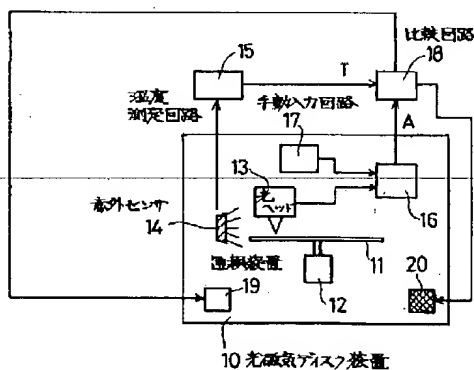 比較回路
15
18
T
温度
測定回路
手動入力回路
17
A
13
光
ヘッド
16
赤外センサ
14
11
12
19
20
10 光磁気ディスク装置